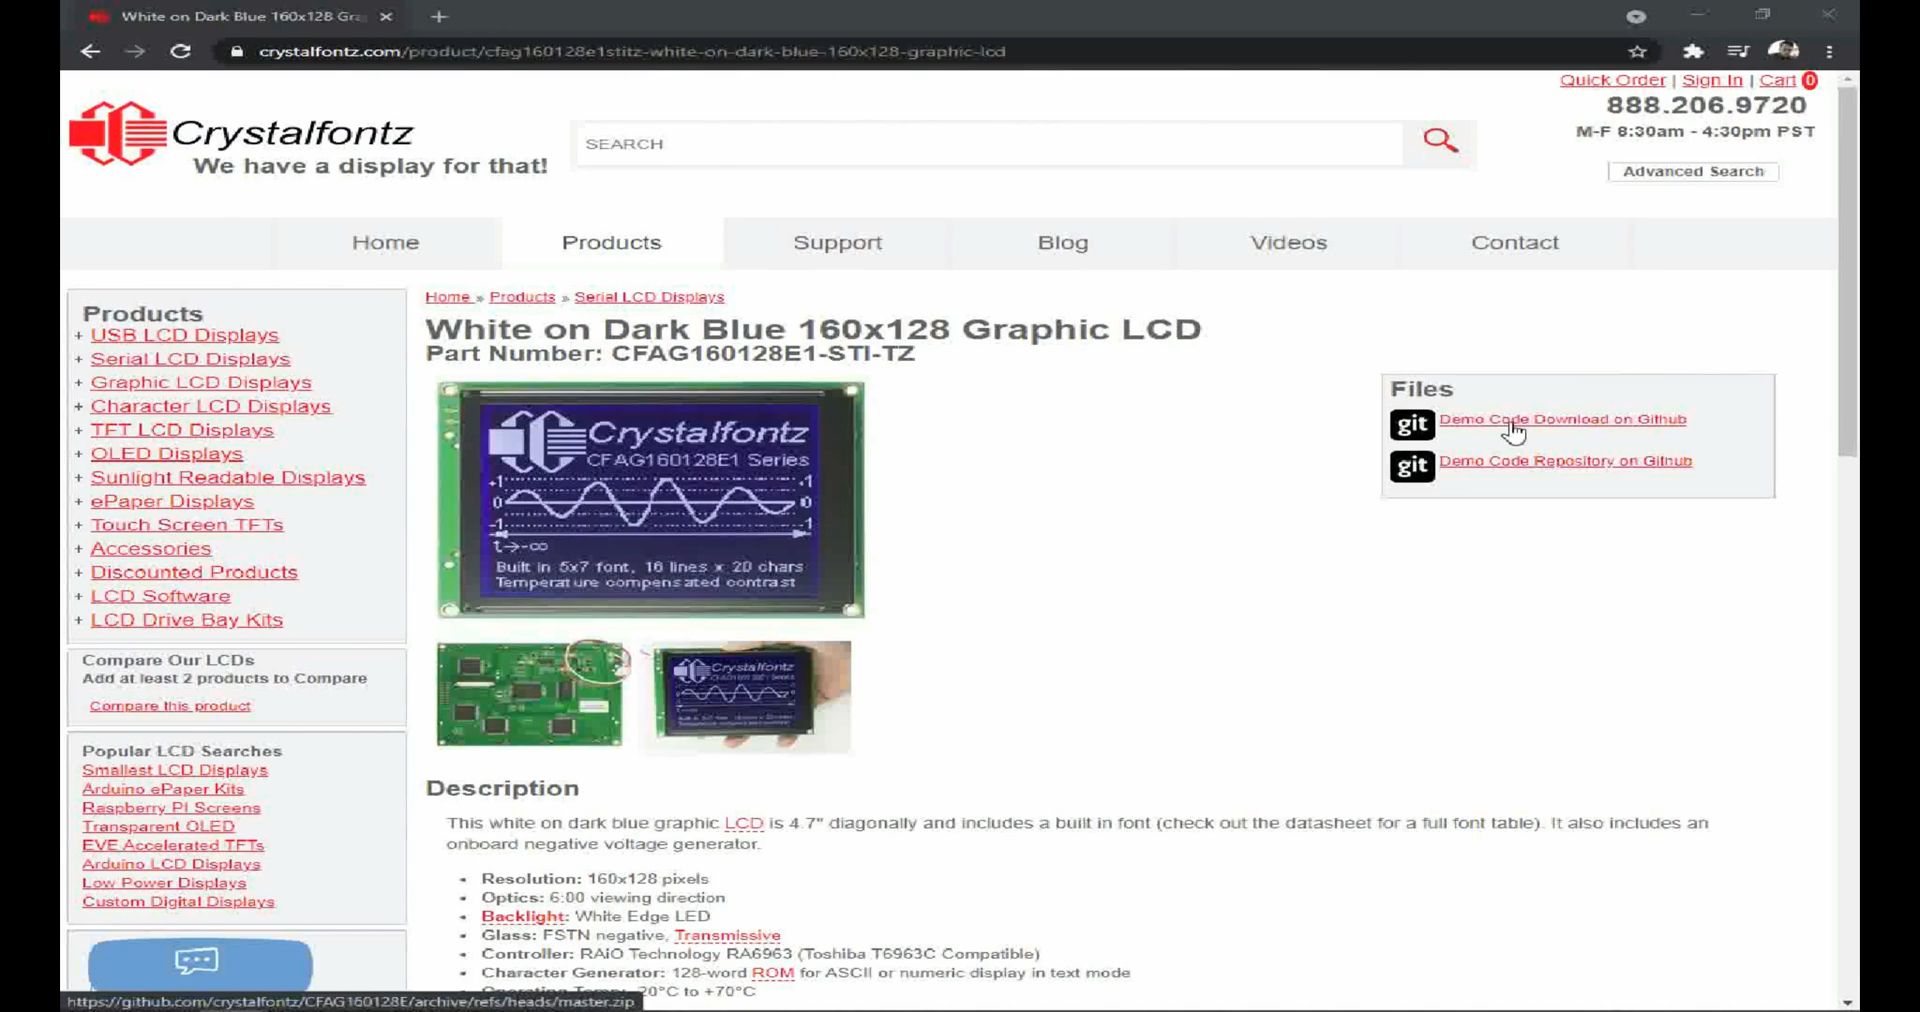 White on Dark Blue 160x128 Gra
crystalfontz.com/product/cfag160128e1stitz-white-on-dark-blue-160x128-graphic-lcd
Quick Order | Sign In | Cart 0
888.206.9720
M-F 8:30am - 4:30pm PST
Advanced Search
Crystalfontz
We have a display for that!
SEARCH
Home Products Support Blog Videos Contact
Products
+ USB LCD Displays
+ Serial LCD Displays
+ Graphic LCD Displays
+ Character LCD Displays
+ TFT LCD Displays
+ OLED Displays
+ Sunlight Readable Displays
+ ePaper Displays
+ Touch Screen TFTs
+ Accessories
+ Discounted Products
+ LCD Software
+ LCD Drive Bay Kits
Compare Our LCDs
Add at least 2 products to Compare
Compare this product
Popular LCD Searches
Smallest LCD Displays
Arduino ePaper Kits
Raspberry PI Screens
Transparent OLED
EVE Accelerated TFTs
Arduino LCD Displays
Low Power Displays
Custom Digital Displays
Home » Products » Serial LCD Displays
White on Dark Blue 160x128 Graphic LCD
Part Number: CFAG160128E1-STI-TZ
Crystalfontz
CFAG160128E1 Series
+1 +1
0 0
-1 -1
t→-∞
Built in 5x7 font, 16 lines x 20 chars
Temperature compensated contrast
Crystalfontz
Files
git Demo Code Download on Github
git Demo Code Repository on Github
Description
This white on dark blue graphic LCD is 4.7" diagonally and includes a built in font (check out the datasheet for a full font table). It also includes an
onboard negative voltage generator.
• Resolution: 160x128 pixels
• Optics: 6:00 viewing direction
• Backlight: White Edge LED
• Glass: FSTN negative, Transmissive
• Controller: RAiO Technology RA6963 (Toshiba T6963C Compatible)
• Character Generator: 128-word ROM for ASCII or numeric display in text mode
• Operating Temp: -20°C to +70°C
https://github.com/crystalfontz/CFAG160128E/archive/refs/heads/master.zip